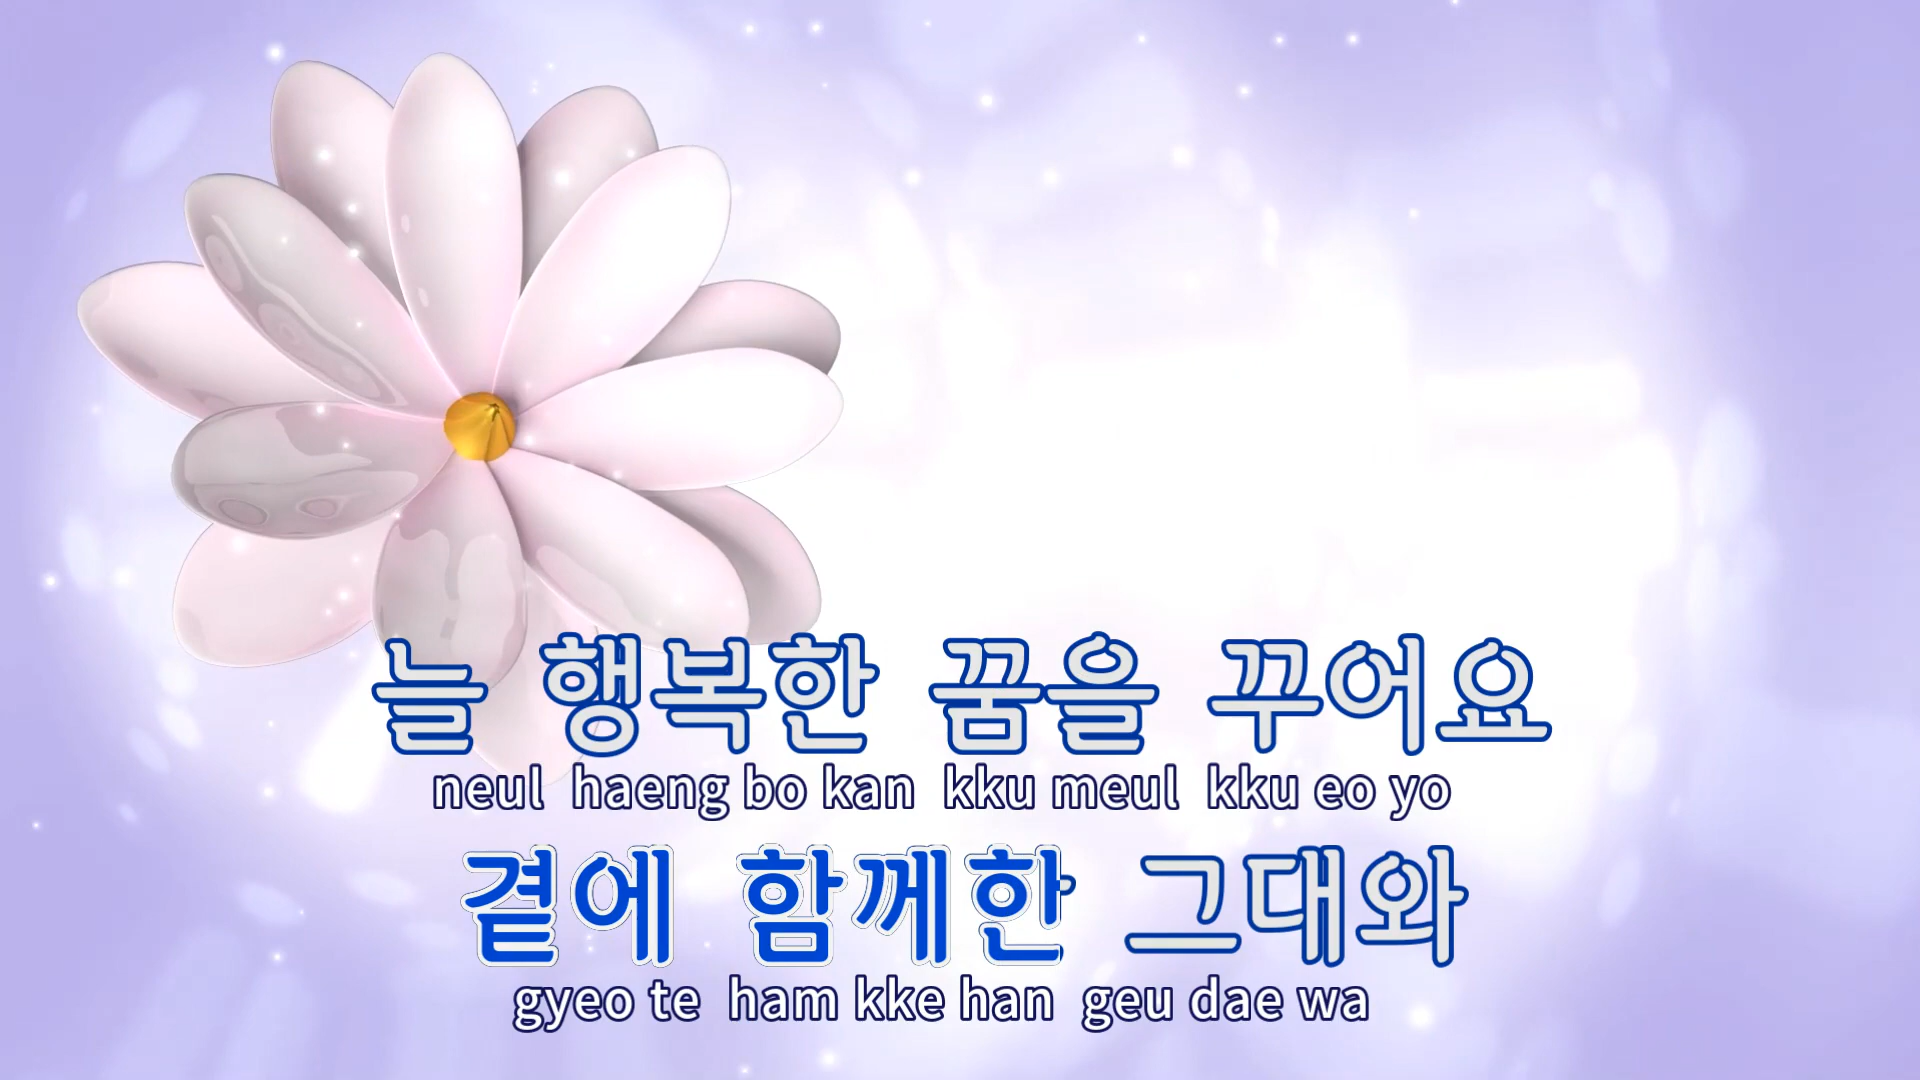 늘 행복한 꿈을 꾸어요
neul haeng bo kan kku meul kku eo yo
곁에 함께한 그대와
gyeo te ham kke han geu dae wa